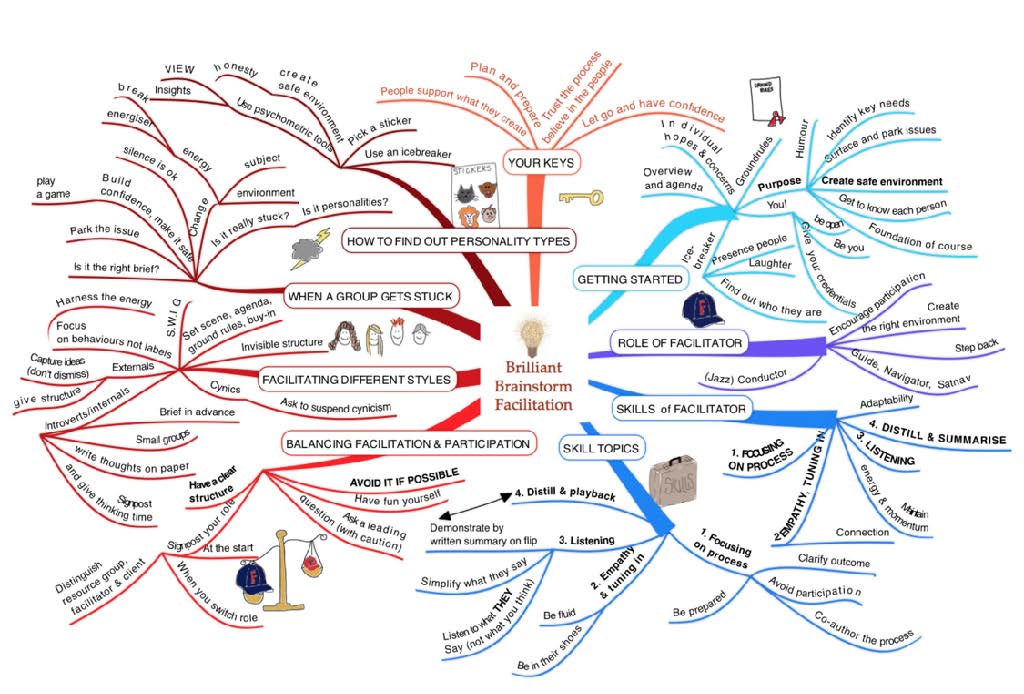 Brilliant
Brainstorm
Facilitation
YOUR KEYS
People support what they create
Plan and prepare
Trust the process
believe in the people
Let go and have confidence
GETTING STARTED
Individual
hopes & concerns
Overview
and agenda
Groundrules
Purpose
Humour
Identify key needs
Surface and park issues
Create safe environment
Get to know each person
You!
be open
Foundation of course
Be you
Give your credentials
Ice-
breaker
Presence people
Laughter
Find out who they are
ROLE OF FACILITATOR
Encourage participation
Create
the right environment
Step back
Guide, Navigator, Satnav
(Jazz) Conductor
SKILLS of FACILITATOR
Adaptability
4. DISTILL & SUMMARISE
3. LISTENING
Maintain
energy & momentum
2 EMPATHY, TUNING IN
Connection
1. FOCUSING
ON PROCESS
SKILL TOPICS
SKILLS
1. Focusing
on process
Clarify outcome
Avoid participation
Co-author the process
Be prepared
2. Empathy
& tuning in
Be fluid
Be in their shoes
3. Listening
Simplify what they say
Listen to what THEY
Say (not what you think)
4. Distill & playback
Demonstrate by
written summary on flip
BALANCING FACILITATION & PARTICIPATION
AVOID IT IF POSSIBLE
Have fun yourself
Ask a leading
question (with caution)
Have a clear
structure
Signpost your role
At the start
When you switch role
Distinguish
resource group,
facilitator & client
F
FACILITATING DIFFERENT STYLES
Set scene, agenda,
ground rules, buy-in
Invisible structure
Cynics
Ask to suspend cynicism
S.W.I.G
Externals
Harness the energy
Focus
on behaviours not labels
Capture ideas
(don't dismiss)
give structure
Introverts/internals
Brief in advance
Small groups
write thoughts on paper
Signpost
and give thinking time
WHEN A GROUP GETS STUCK
Is it the right brief?
Park the issue
Build
confidence, make it safe
play
a game
silence is ok
Change
energy
break
energiser
subject
environment
Is it really stuck?
Is it personalities?
HOW TO FIND OUT PERSONALITY TYPES
Use psychometric tools
VIEW
Insights
honesty
create
safe environment
Pick a sticker
Use an icebreaker
STICKERS
F